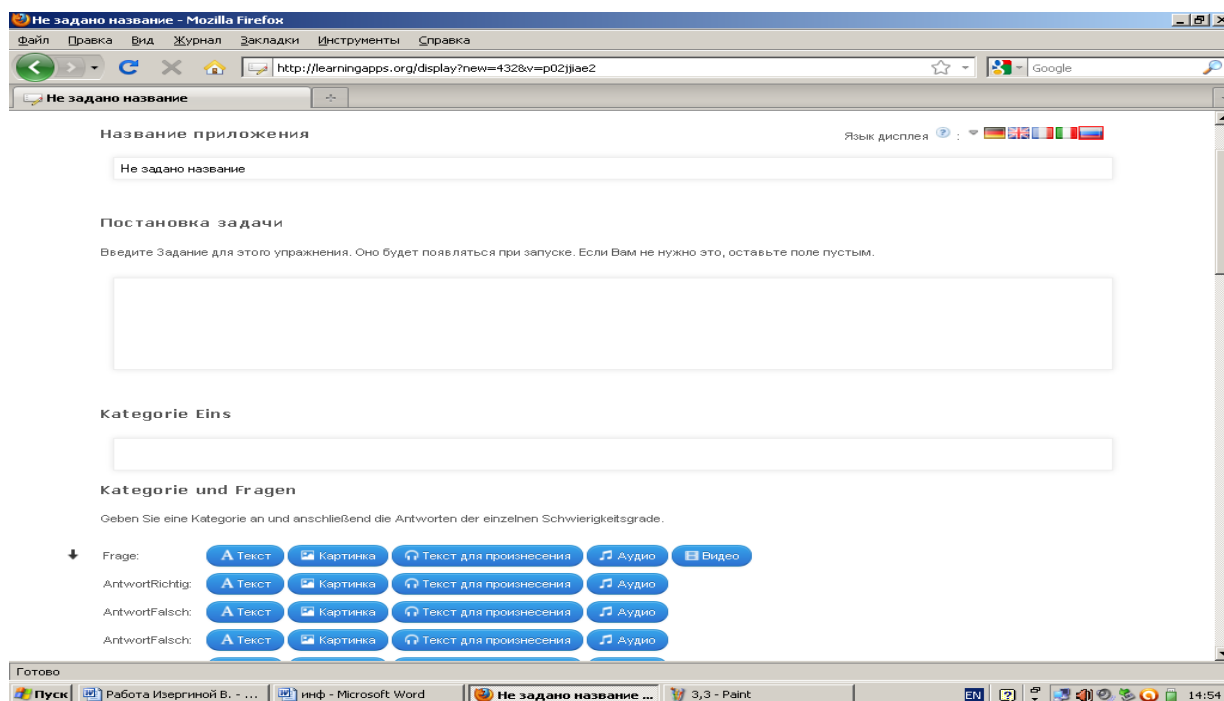 Не задано название - Mozilla Firefox
Файл Правка Вид Журнал Закладки Инструменты Справка
http://learningapps.org/display?new=432&v=p02jjiae2 Google
Не задано название
Название приложения Язык дисплея ? :
Не задано название
Постановка задачи
Введите Задание для этого упражнения. Оно будет появляться при запуске. Если Вам не нужно это, оставьте поле пустым.
Kategorie Eins
Kategorie und Fragen
Geben Sie eine Kategorie an und anschließend die Antworten der einzelnen Schwierigkeitsgrade.
Frage: A Текст Картинка Текст для произнесения Аудио Видео
AntwortRichtig: A Текст Картинка Текст для произнесения Аудио
AntwortFalsch: A Текст Картинка Текст для произнесения Аудио
AntwortFalsch: A Текст Картинка Текст для произнесения Аудио
Готово
Пуск Работа Изергиной В. - ... инф - Microsoft Word Не задано название ... 3,3 - Paint EN ? 14:54